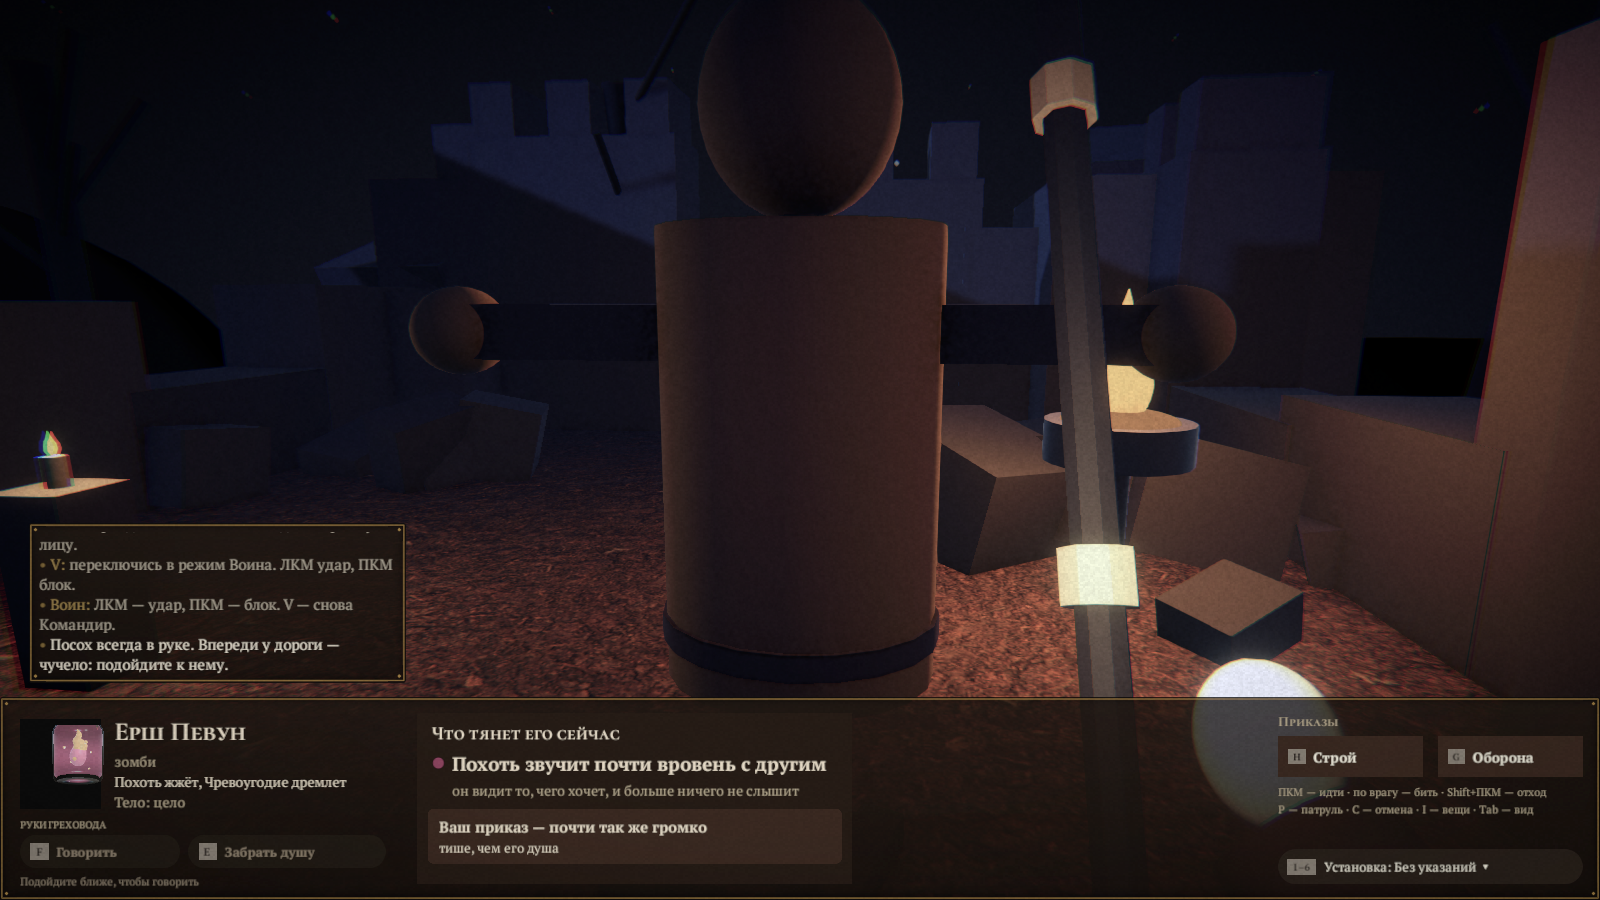 лицу.
• V: переключись в режим Воина. ЛКМ удар, ПКМ
блок.
• Воин: ЛКМ — удар, ПКМ — блок. V — снова
Командир.
• Посох всегда в руке. Впереди у дороги —
чучело: подойдите к нему.
Ерш Певун
зомби
Похоть жжёт, Чревоугодие дремлет
Тело: цело
РУКИ ГРЕХОВОДА
F Говорить
E Забрать душу
Подойдите ближе, чтобы говорить
Что тянет его сейчас
Похоть звучит почти вровень с другим
он видит то, чего хочет, и больше ничего не слышит
Ваш приказ — почти так же громко
тише, чем его душа
Приказы
H Строй
G Оборона
ПКМ — идти · по врагу — бить · Shift+ПКМ — отход
P — патруль · C — отмена · I — вещи · Tab — вид
1–6 Установка: Без указаний ▾